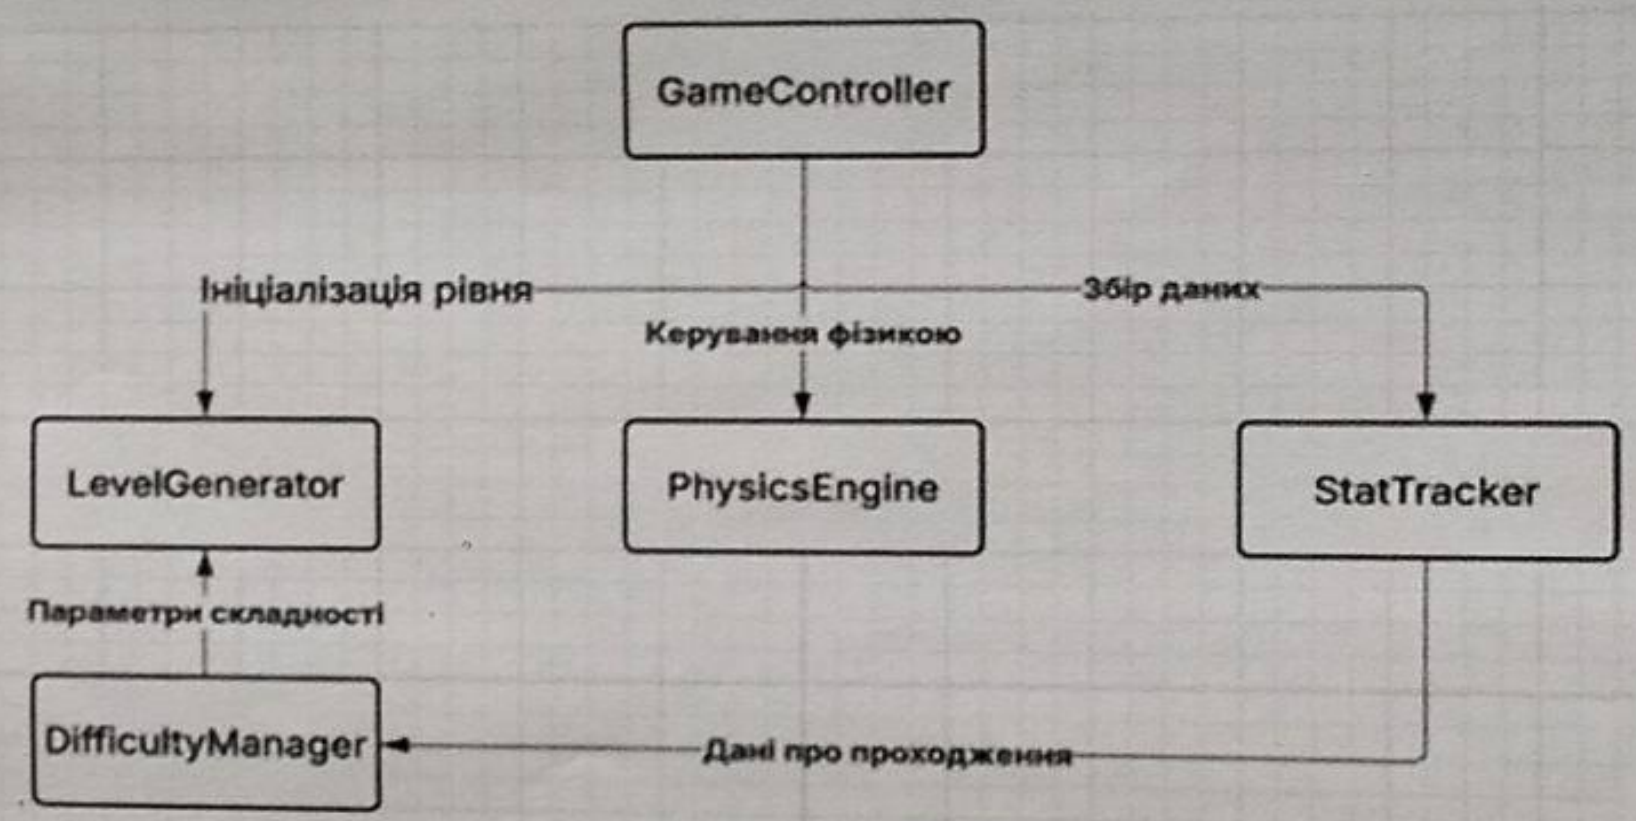 GameController
Ініціалізація рівня
Збір даних
Керування фізикою
LevelGenerator
PhysicsEngine
StatTracker
Параметри складності
DifficultyManager
Дані про проходження